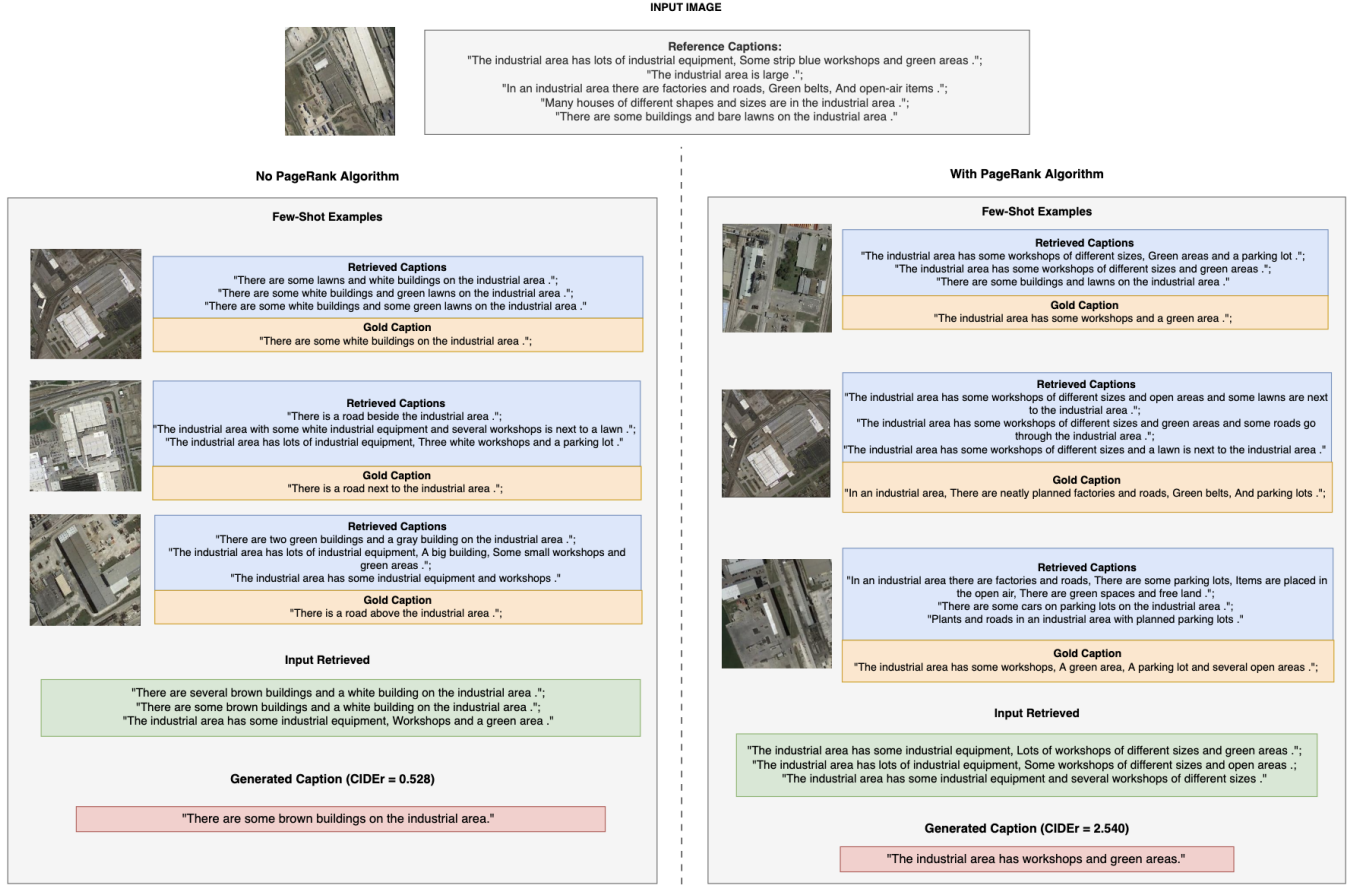 INPUT IMAGE
Reference Captions:
"The industrial area has lots of industrial equipment, Some strip blue workshops and green areas .";
"The industrial area is large .";
"In an industrial area there are factories and roads, Green belts, And open-air items .";
"Many houses of different shapes and sizes are in the industrial area .";
"There are some buildings and bare lawns on the industrial area ."
No PageRank Algorithm
Few-Shot Examples
Retrieved Captions
"There are some lawns and white buildings on the industrial area .";
"There are some white buildings and green lawns on the industrial area .";
"There are some white buildings and some green lawns on the industrial area ."
Gold Caption
"There are some white buildings on the industrial area .";
Retrieved Captions
"There is a road beside the industrial area .";
"The industrial area with some white industrial equipment and several workshops is next to a lawn .";
"The industrial area has lots of industrial equipment, Three white workshops and a parking lot ."
Gold Caption
"There is a road next to the industrial area .";
Retrieved Captions
"There are two green buildings and a gray building on the industrial area .";
"The industrial area has lots of industrial equipment, A big building, Some small workshops and
green areas .";
"The industrial area has some industrial equipment and workshops ."
Gold Caption
"There is a road above the industrial area .";
Input Retrieved
"There are several brown buildings and a white building on the industrial area .";
"There are some brown buildings and a white building on the industrial area .";
"The industrial area has some industrial equipment, Workshops and a green area ."
Generated Caption (CIDEr = 0.528)
"There are some brown buildings on the industrial area."
With PageRank Algorithm
Few-Shot Examples
Retrieved Captions
"The industrial area has some workshops of different sizes, Green areas and a parking lot .";
"The industrial area has some workshops of different sizes and green areas .";
"There are some buildings and lawns on the industrial area ."
Gold Caption
"The industrial area has some workshops and a green area .";
Retrieved Captions
"The industrial area has some workshops of different sizes and open areas and some lawns are next
to the industrial area .";
"The industrial area has some workshops of different sizes and green areas and some roads go
through the industrial area .";
"The industrial area has some workshops of different sizes and a lawn is next to the industrial area ."
Gold Caption
"In an industrial area, There are neatly planned factories and roads, Green belts, And parking lots .";
Retrieved Captions
"In an industrial area there are factories and roads, There are some parking lots, Items are placed in
the open air, There are green spaces and free land .";
"There are some cars on parking lots on the industrial area .";
"Plants and roads in an industrial area with planned parking lots ."
Gold Caption
"The industrial area has some workshops, A green area, A parking lot and several open areas .";
Input Retrieved
"The industrial area has some industrial equipment, Lots of workshops of different sizes and green areas .";
"The industrial area has lots of industrial equipment, Some workshops of different sizes and open areas .;
"The industrial area has some industrial equipment and several workshops of different sizes ."
Generated Caption (CIDEr = 2.540)
"The industrial area has workshops and green areas."